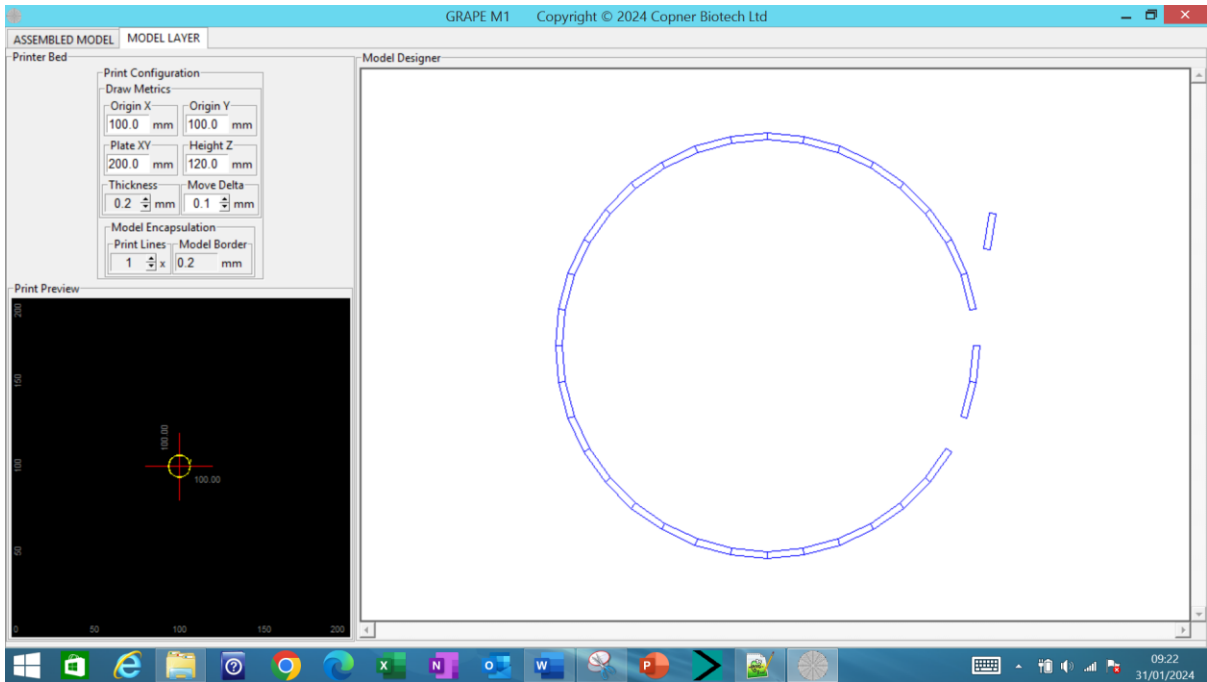 GRAPE M1 Copyright © 2024 Copner Biotech Ltd
ASSEMBLED MODEL MODEL LAYER
Printer Bed
Print Configuration
Draw Metrics
Origin X Origin Y
100.0 mm 100.0 mm
Plate XY Height Z
200.0 mm 120.0 mm
Thickness Move Delta
0.2 mm 0.1 mm
Model Encapsulation
Print Lines Model Border
1 x 0.2 mm
Print Preview
200
150
100
50
100.00
100.00
0 50 100 150 200
Model Designer
09:22
31/01/2024